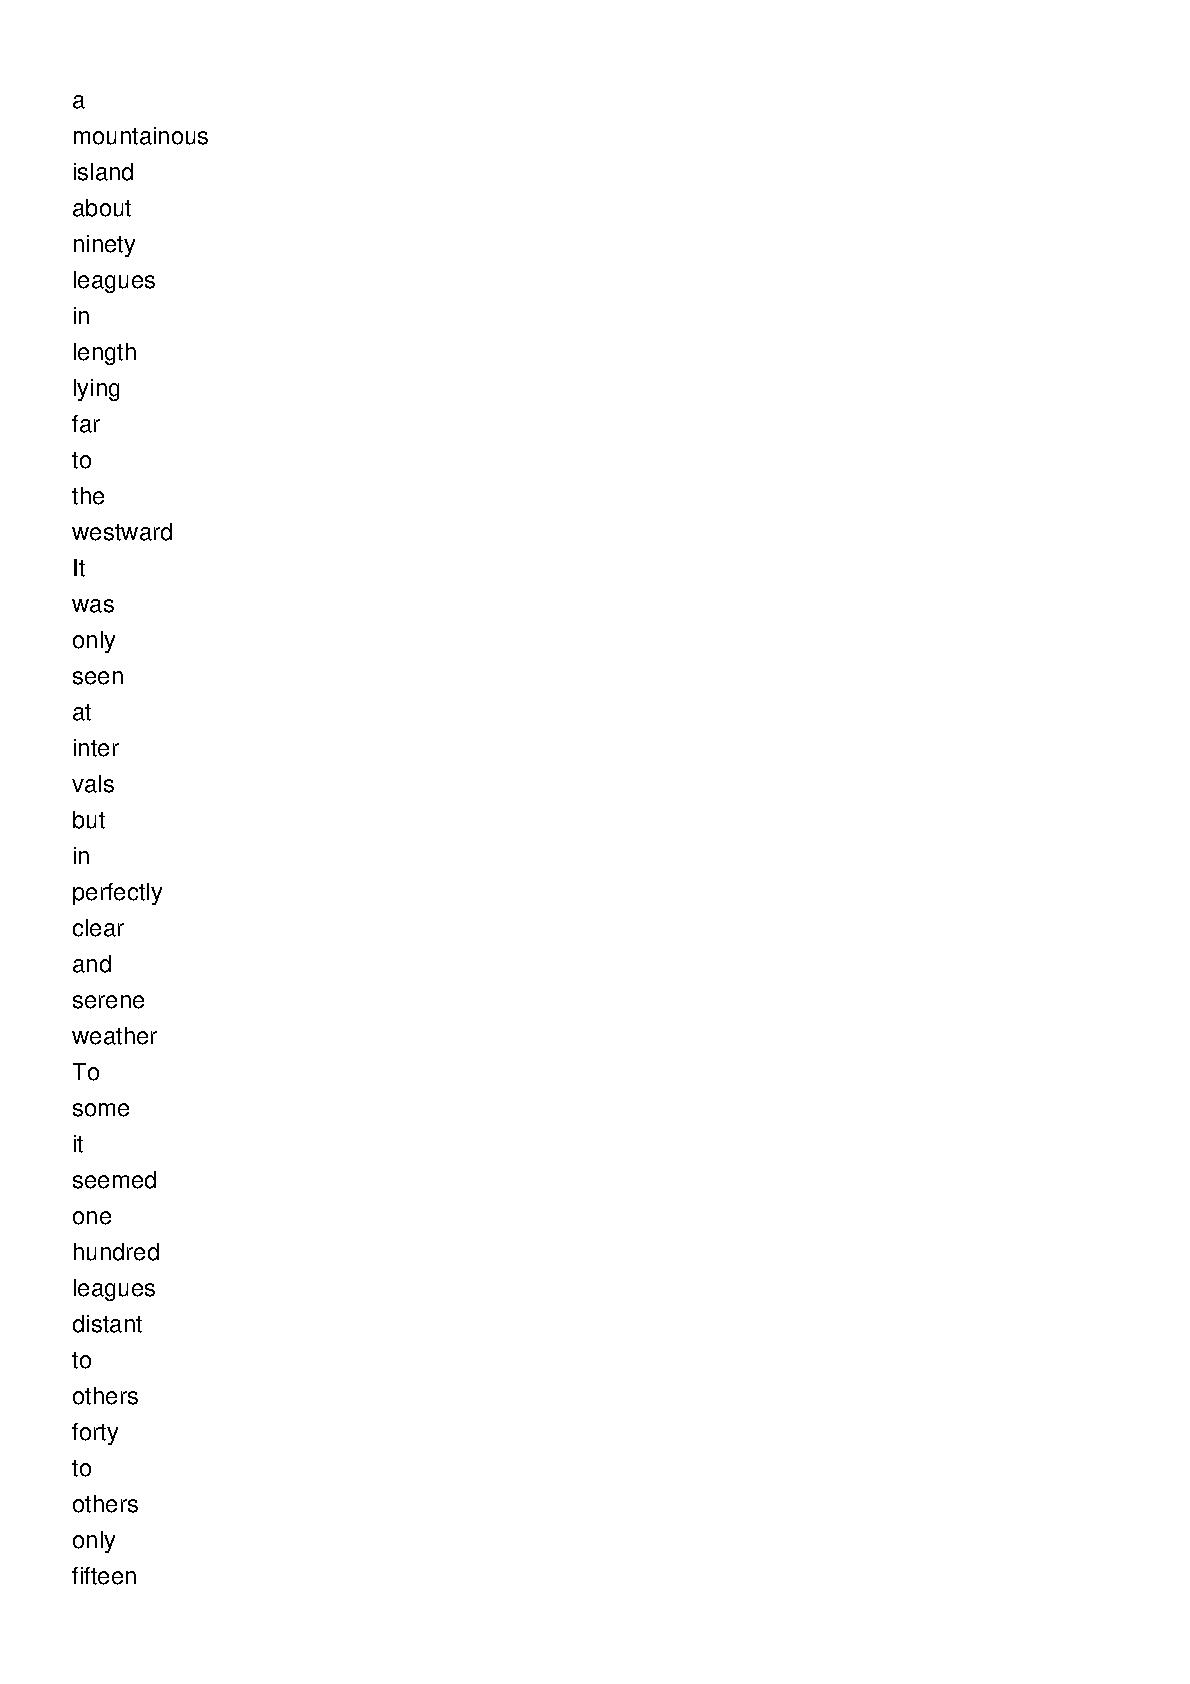 a
mountainous
island
about
ninety
leagues
in
length
lying
far
to
the
westward
It
was
only
seen
at
inter
vals
but
in
perfectly
clear
and
serene
weather
To
some
it
seemed
one
hundred
leagues
distant
to
others
forty
to
others
only
fifteen